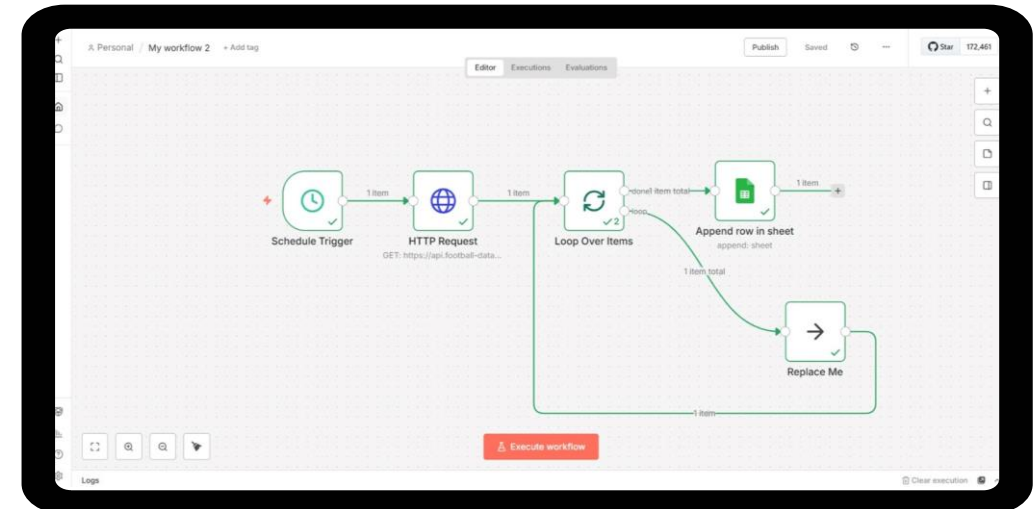 Personal / My workflow 2 + Add tag
Publish Saved ... Star 172,461
Editor Executions Evaluations
1 item
1 item
done1 item total
1 item
2
loop
Schedule Trigger
HTTP Request
GET: https://api.football-data...
Loop Over Items
Append row in sheet
append: sheet
1 item total
Replace Me
1 item
Execute workflow
Logs
Clear execution